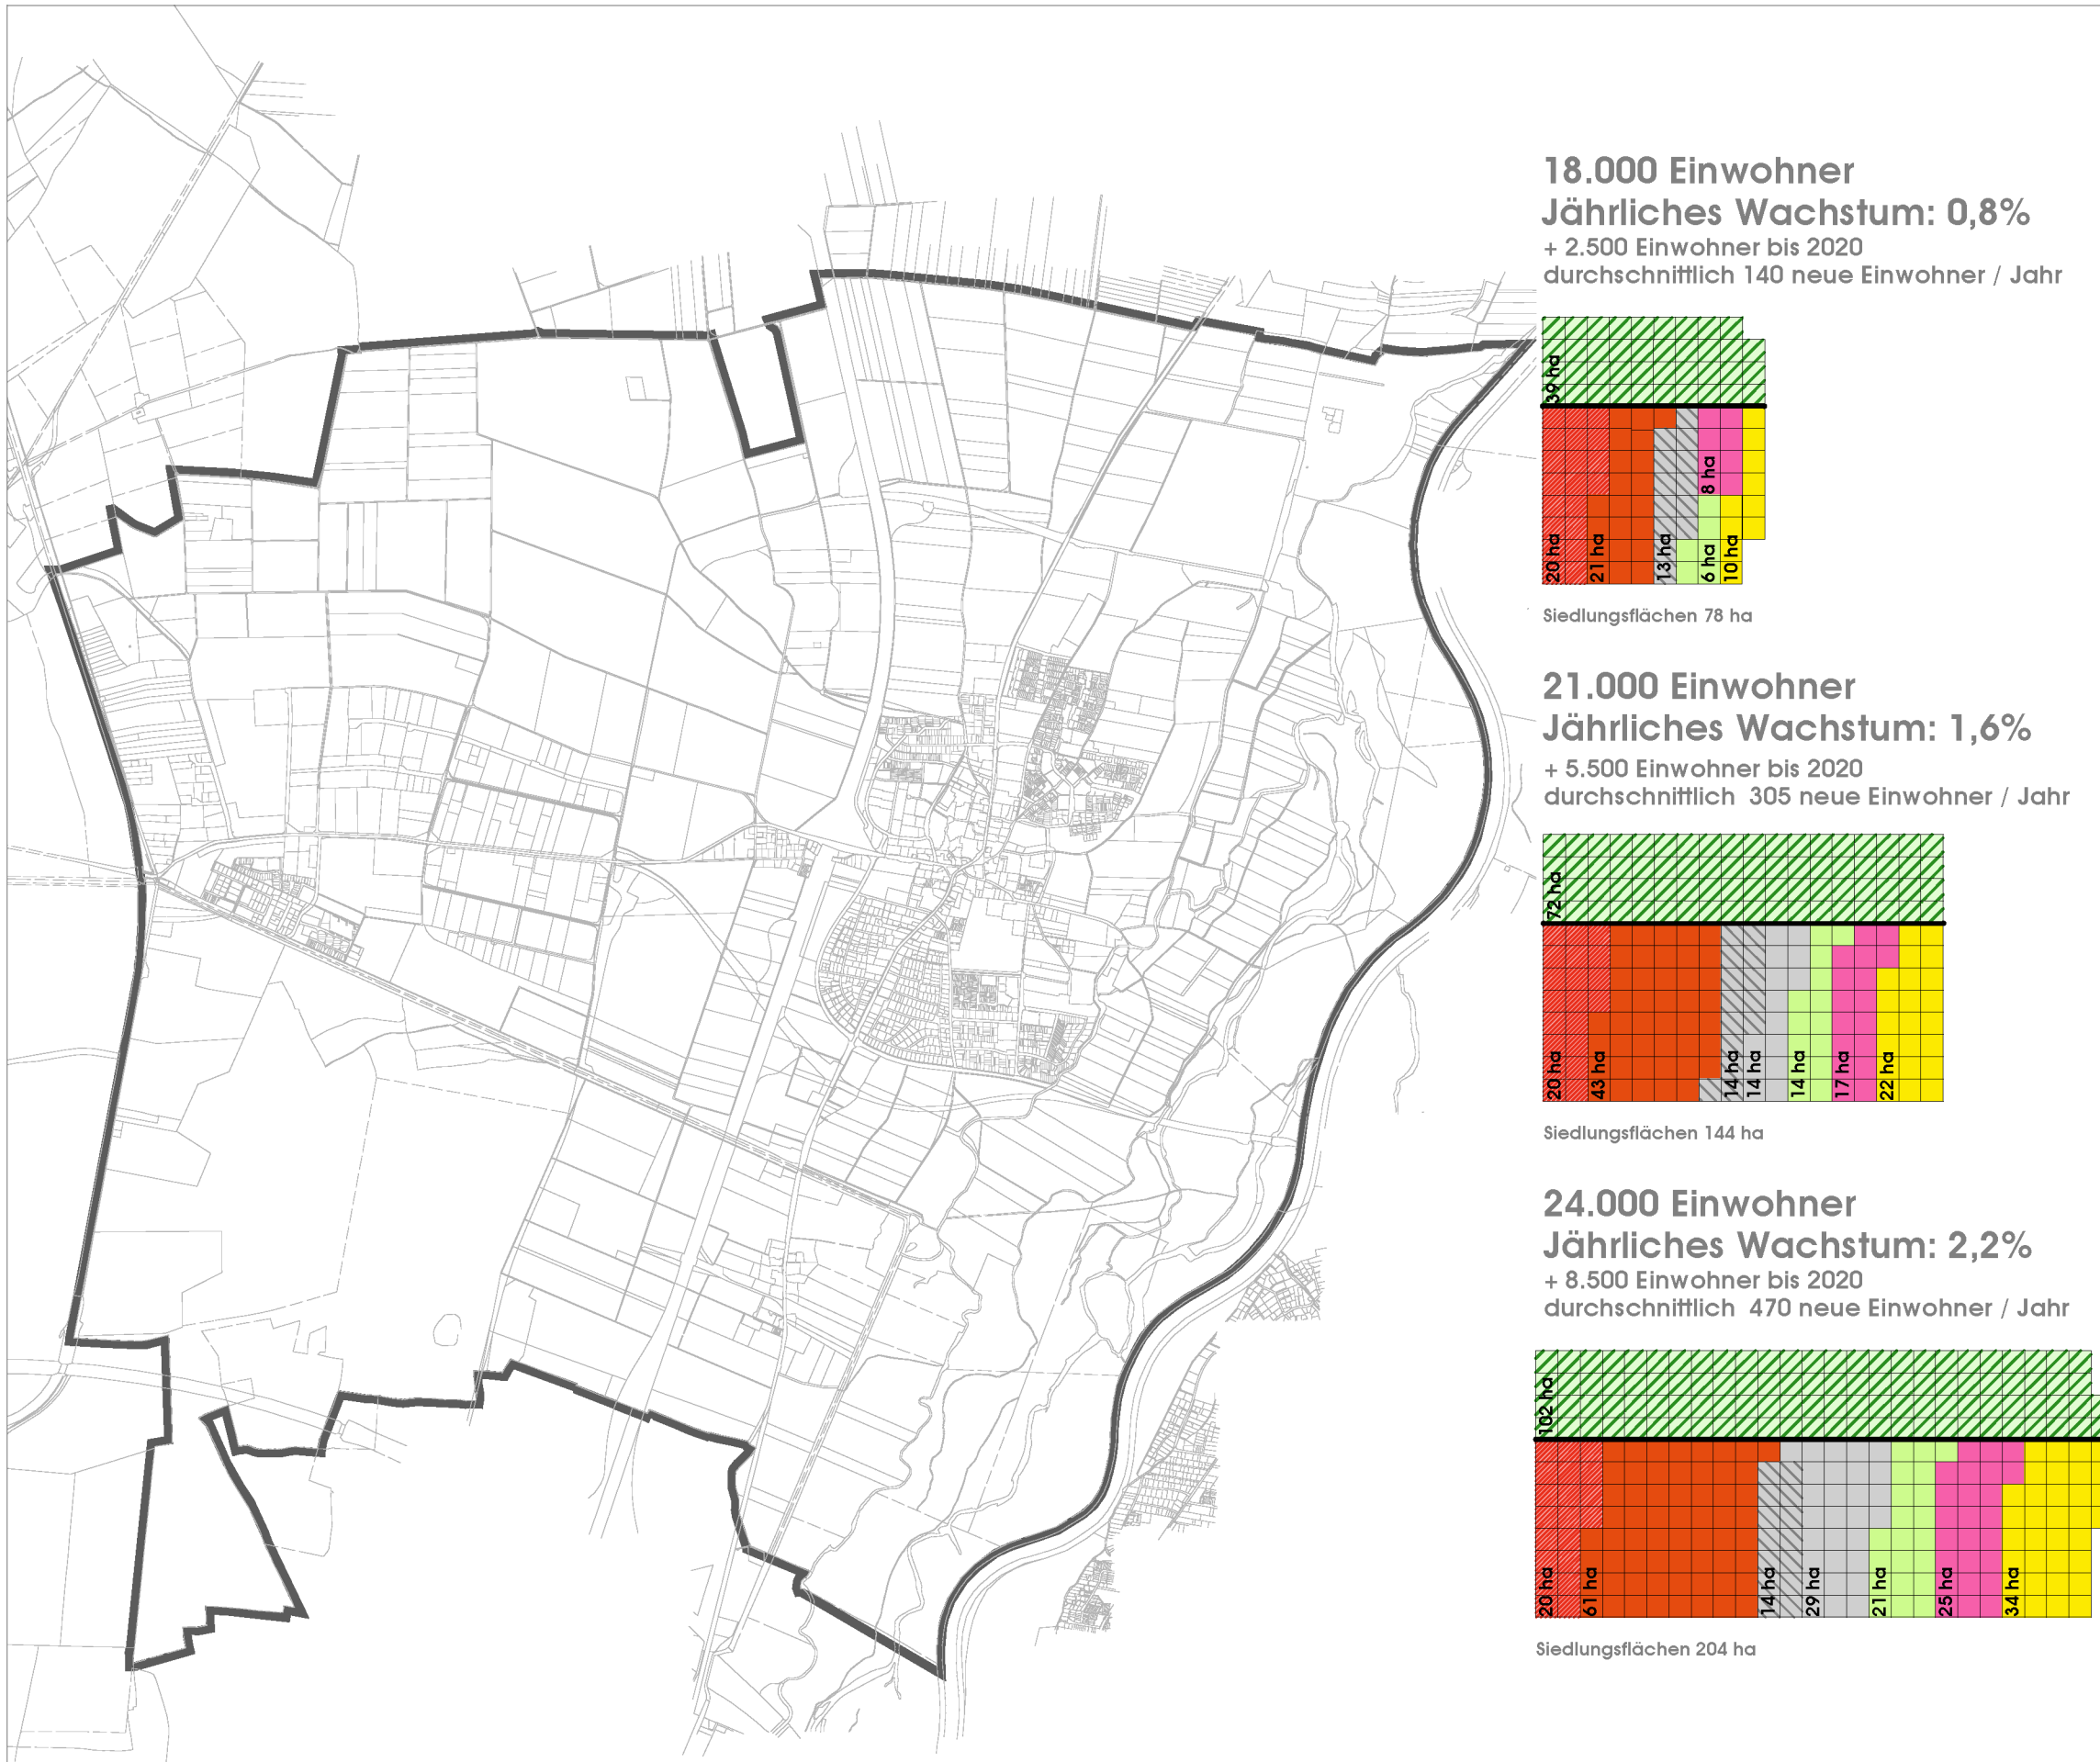 18.000 Einwohner
Jährliches Wachstum: 0,8%
+ 2.500 Einwohner bis 2020
durchschnittlich 140 neue Einwohner / Jahr
39 ha
20 ha
21 ha
13 ha
8 ha
6 ha
10 ha
Siedlungsflächen 78 ha
21.000 Einwohner
Jährliches Wachstum: 1,6%
+ 5.500 Einwohner bis 2020
durchschnittlich 305 neue Einwohner / Jahr
72 ha
20 ha
43 ha
14 ha
14 ha
14 ha
17 ha
22 ha
Siedlungsflächen 144 ha
24.000 Einwohner
Jährliches Wachstum: 2,2%
+ 8.500 Einwohner bis 2020
durchschnittlich 470 neue Einwohner / Jahr
102 ha
20 ha
61 ha
14 ha
29 ha
21 ha
25 ha
34 ha
Siedlungsflächen 204 ha